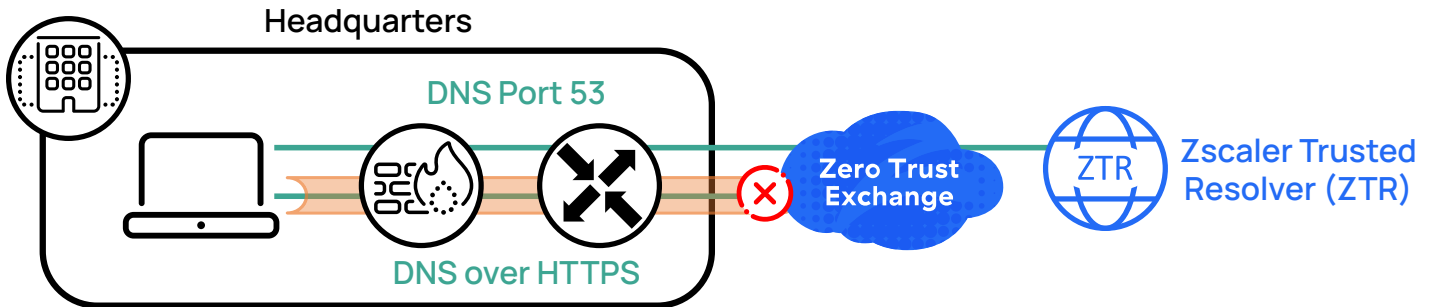 Headquarters
DNS Port 53
DNS over HTTPS
Zero Trust
Exchange
ZTR
Zscaler Trusted
Resolver (ZTR)